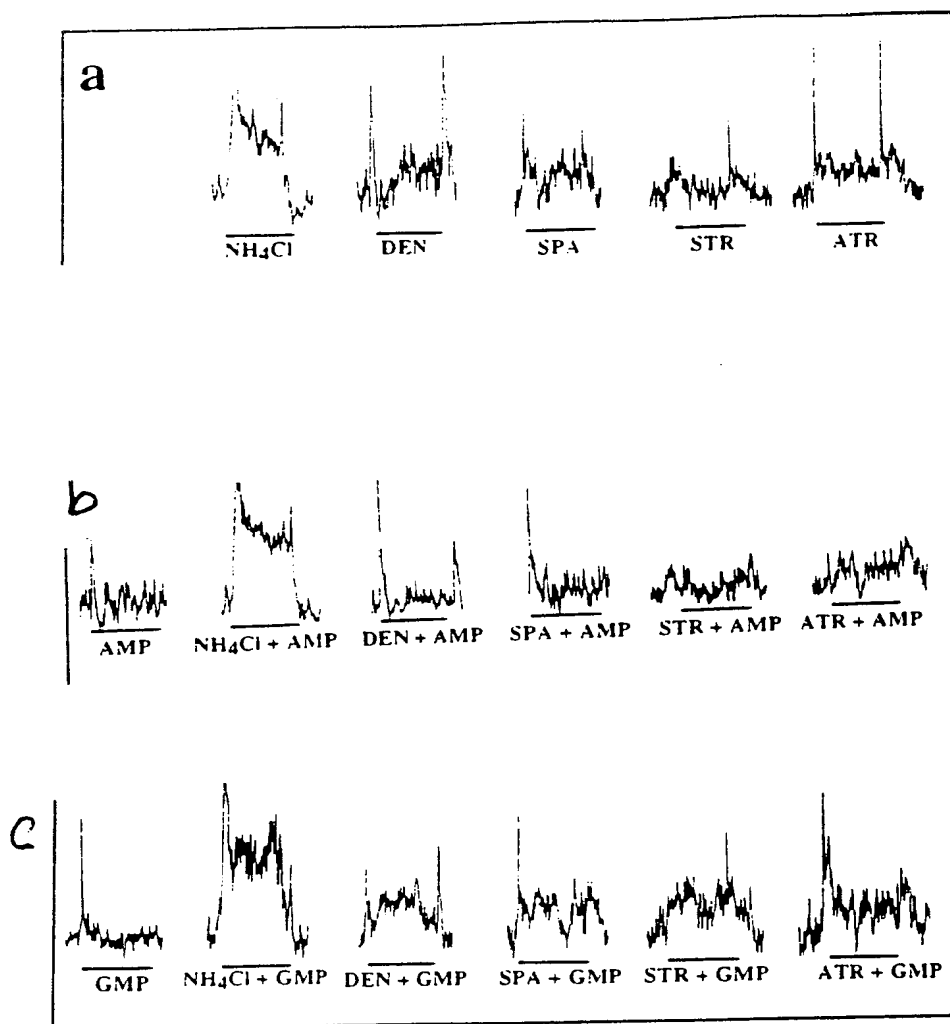 a
NH₄Cl DEN SPA STR ATR
b
AMP NH₄Cl + AMP DEN + AMP SPA + AMP STR + AMP ATR + AMP
c
GMP NH₄Cl + GMP DEN + GMP SPA + GMP STR + GMP ATR + GMP